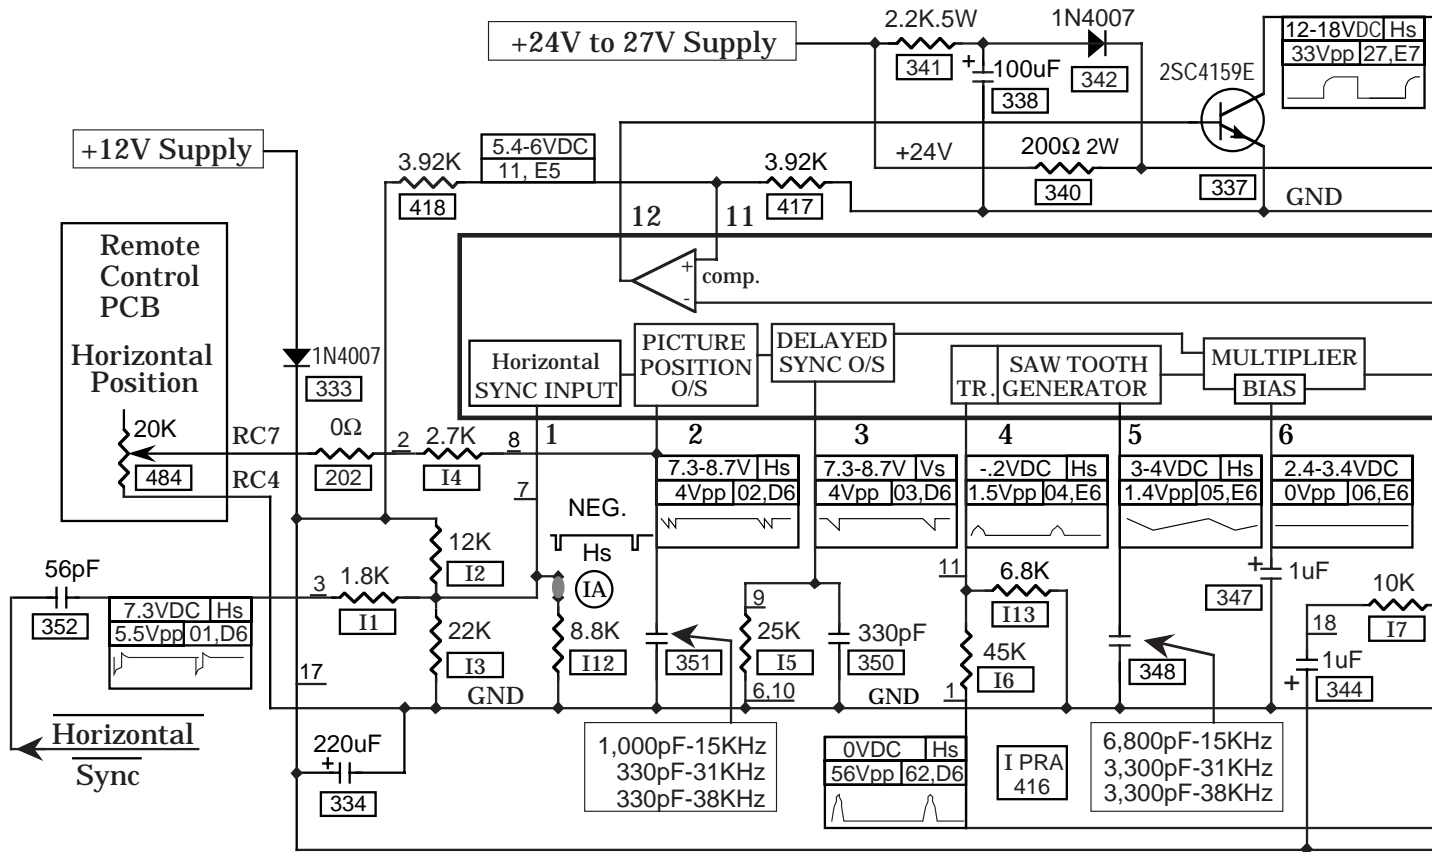 +24V to 27V Supply
2.2K.5W
341
+
100uF
338
1N4007
342
2SC4159E
337
12-18VDC Hs
33Vpp 27,E7
+12V Supply
5.4-6VDC
11, E5
3.92K
418
3.92K
417
+24V
200Ω 2W
340
GND
12
11
Remote
Control
PCB
Horizontal
Position
20K
484
RC7
RC4
1N4007
333
0Ω
202
2
2.7K
I4
8
+
-
comp.
Horizontal
SYNC INPUT
PICTURE
POSITION
O/S
DELAYED
SYNC O/S
TR.
SAW TOOTH
GENERATOR
MULTIPLIER
BIAS
1
2
3
4
5
6
7
7.3-8.7V Hs
4Vpp 02,D6
7.3-8.7V Vs
4Vpp 03,D6
-.2VDC Hs
1.5Vpp 04,E6
3-4VDC Hs
1.4Vpp 05,E6
2.4-3.4VDC
0Vpp 06,E6
NEG.
Hs
IA
56pF
352
7.3VDC Hs
5.5Vpp 01,D6
3
1.8K
I1
12K
I2
22K
I3
8.8K
I12
351
9
25K
I5
6,10
330pF
350
11
6.8K
I13
45K
I6
1
348
+
1uF
347
18
10K
I7
1uF
+
344
17
GND
GND
Horizontal
Sync
220uF
+
334
1,000pF-15KHz
330pF-31KHz
330pF-38KHz
0VDC Hs
56Vpp 62,D6
I PRA
416
6,800pF-15KHz
3,300pF-31KHz
3,300pF-38KHz